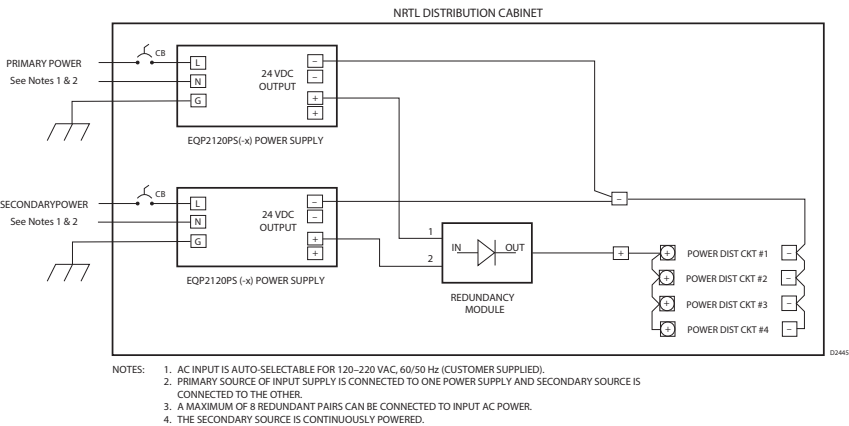 NRTL DISTRIBUTION CABINET
CB
PRIMARY POWER
See Notes 1 & 2
L
N
G
24 VDC
OUTPUT
–
–
+
+
EQP2120PS(-x) POWER SUPPLY
CB
SECONDARYPOWER
See Notes 1 & 2
L
N
G
24 VDC
OUTPUT
–
–
+
+
EQP2120PS (-x) POWER SUPPLY
–
1
2
IN
OUT
REDUNDANCY
MODULE
+
+ POWER DIST CKT #1 –
+ POWER DIST CKT #2 –
+ POWER DIST CKT #3 –
+ POWER DIST CKT #4 –
D2445
NOTES: 1. AC INPUT IS AUTO-SELECTABLE FOR 120–220 VAC, 60/50 Hz (CUSTOMER SUPPLIED).
2. PRIMARY SOURCE OF INPUT SUPPLY IS CONNECTED TO ONE POWER SUPPLY AND SECONDARY SOURCE IS
CONNECTED TO THE OTHER.
3. A MAXIMUM OF 8 REDUNDANT PAIRS CAN BE CONNECTED TO INPUT AC POWER.
4. THE SECONDARY SOURCE IS CONTINUOUSLY POWERED.